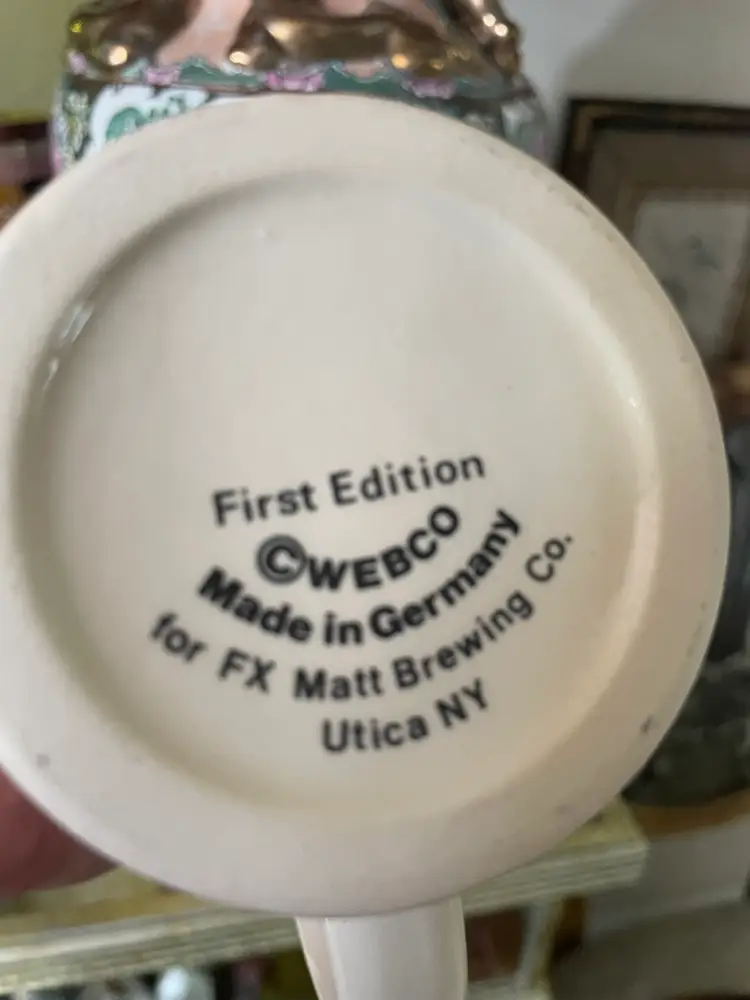 First Edition
©WEBCO
Made in Germany
for FX Matt Brewing Co.
Utica NY